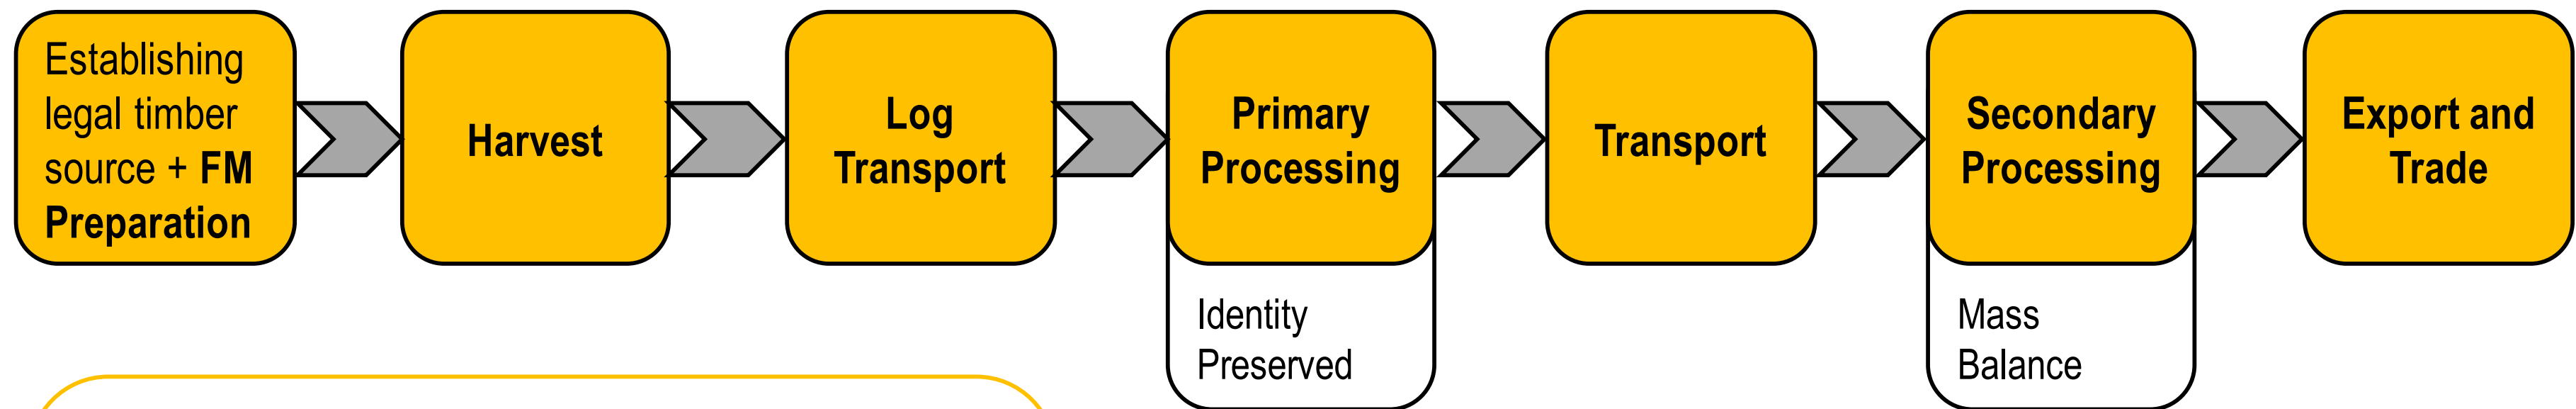 Establishing
legal timber
source + FM
Preparation
Harvest
Log
Transport
Primary
Processing
Identity
Preserved
Transport
Secondary
Processing
Mass
Balance
Export and
Trade